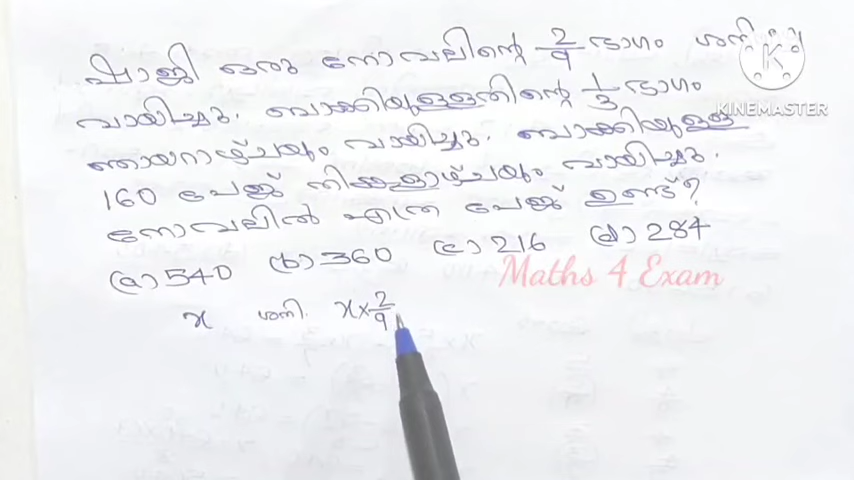 ഷാജി ഒരു നോവലിന്റെ 2/9 ഭാഗം ശനി
വായിച്ചു. ബാക്കിയുള്ളതിന്റെ 1/3 ഭാഗം
ഞായറാഴ്ചയും വായിച്ചു. ബാക്കിയുള്ള
160 പേജ് തിങ്കളാഴ്ചയും വായിച്ചു.
നോവലിൽ എത്ര പേജ് ഉണ്ട്?
(a) 540 (b) 360 (c) 216 (d) 284
x ശനി. x × 2/9
K
KINEMASTER
Maths 4 Exam